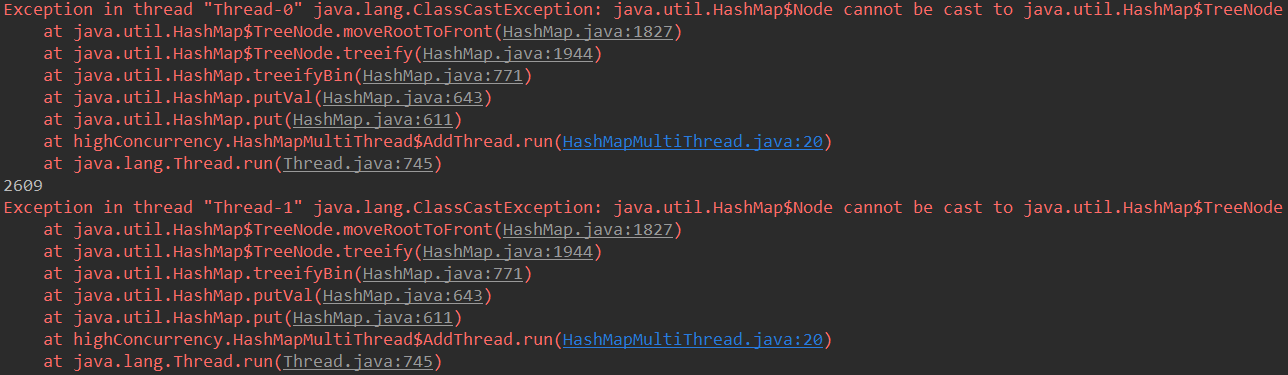 Exception in thread "Thread-0" java.lang.ClassCastException: java.util.HashMap$Node cannot be cast to java.util.HashMap$TreeNode
at java.util.HashMap$TreeNode.moveRootToFront(HashMap.java:1827)
at java.util.HashMap$TreeNode.treeify(HashMap.java:1944)
at java.util.HashMap.treeifyBin(HashMap.java:771)
at java.util.HashMap.putVal(HashMap.java:643)
at java.util.HashMap.put(HashMap.java:611)
at highConcurrency.HashMapMultiThread$AddThread.run(HashMapMultiThread.java:20)
at java.lang.Thread.run(Thread.java:745)
2609
Exception in thread "Thread-1" java.lang.ClassCastException: java.util.HashMap$Node cannot be cast to java.util.HashMap$TreeNode
at java.util.HashMap$TreeNode.moveRootToFront(HashMap.java:1827)
at java.util.HashMap$TreeNode.treeify(HashMap.java:1944)
at java.util.HashMap.treeifyBin(HashMap.java:771)
at java.util.HashMap.putVal(HashMap.java:643)
at java.util.HashMap.put(HashMap.java:611)
at highConcurrency.HashMapMultiThread$AddThread.run(HashMapMultiThread.java:20)
at java.lang.Thread.run(Thread.java:745)